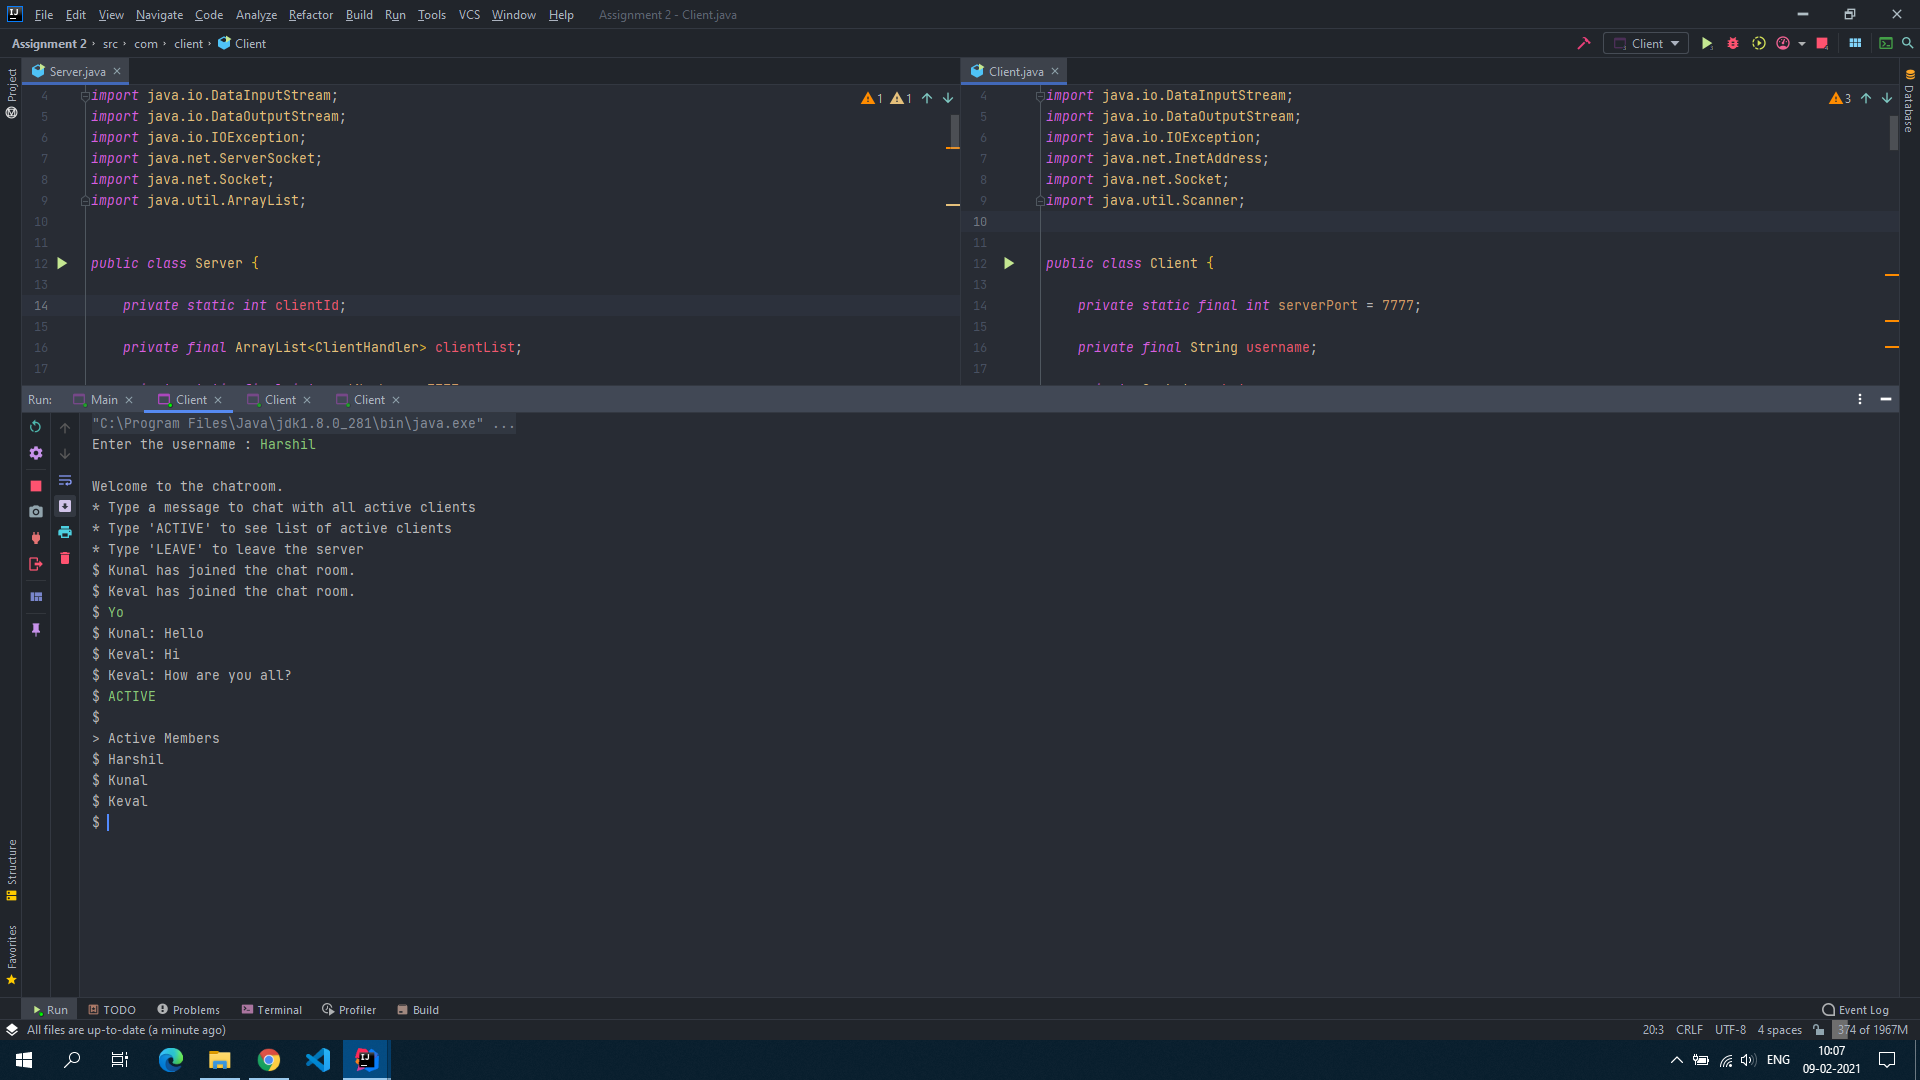 File Edit View Navigate Code Analyze Refactor Build Run Tools VCS Window Help Assignment 2 - Client.java
Assignment 2 › src › com › client › Client
Client
Project
Server.java
4 import java.io.DataInputStream;
5 import java.io.DataOutputStream;
6 import java.io.IOException;
7 import java.net.ServerSocket;
8 import java.net.Socket;
9 import java.util.ArrayList;
10
11
12 public class Server {
13
14 private static int clientId;
15
16 private final ArrayList<ClientHandler> clientList;
17
1 1
Client.java
4 import java.io.DataInputStream;
5 import java.io.DataOutputStream;
6 import java.io.IOException;
7 import java.net.InetAddress;
8 import java.net.Socket;
9 import java.util.Scanner;
10
11
12 public class Client {
13
14 private static final int serverPort = 7777;
15
16 private final String username;
17
3
Database
Run: Main Client Client Client
"C:\Program Files\Java\jdk1.8.0_281\bin\java.exe" ...
Enter the username : Harshil
Welcome to the chatroom.
* Type a message to chat with all active clients
* Type 'ACTIVE' to see list of active clients
* Type 'LEAVE' to leave the server
$ Kunal has joined the chat room.
$ Keval has joined the chat room.
$ Yo
$ Kunal: Hello
$ Keval: Hi
$ Keval: How are you all?
$ ACTIVE
$
> Active Members
$ Harshil
$ Kunal
$ Keval
$
Structure
Favorites
Run TODO Problems Terminal Profiler Build Event Log
All files are up-to-date (a minute ago) 20:3 CRLF UTF-8 4 spaces 374 of 1967M
ENG 10:07
09-02-2021